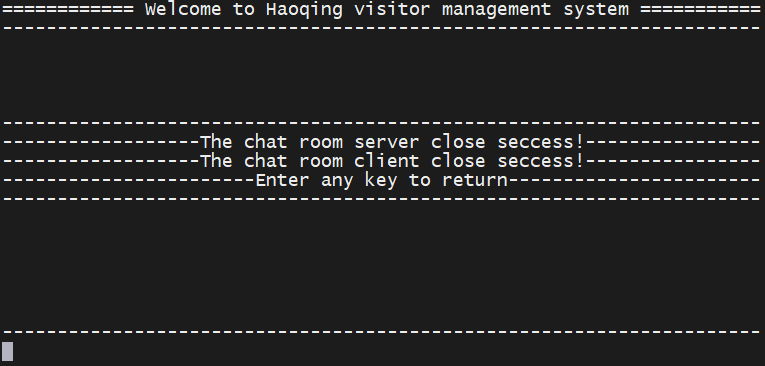 ============ Welcome to Haoqing visitor management system ===========
---------------------------------------------------------------------
---------------------------------------------------------------------
------------------The chat room server close seccess!----------------
------------------The chat room client close seccess!----------------
-----------------------Enter any key to return-----------------------
---------------------------------------------------------------------
---------------------------------------------------------------------